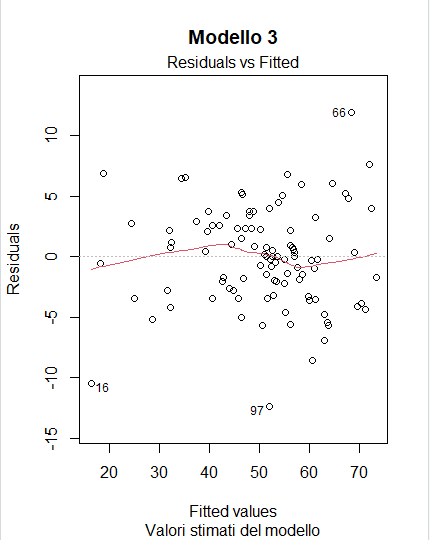 Modello 3
Residuals vs Fitted
Residuals
10
5
0
-5
-10
-15
66
16
97
20 30 40 50 60 70
Fitted values
Valori stimati del modello